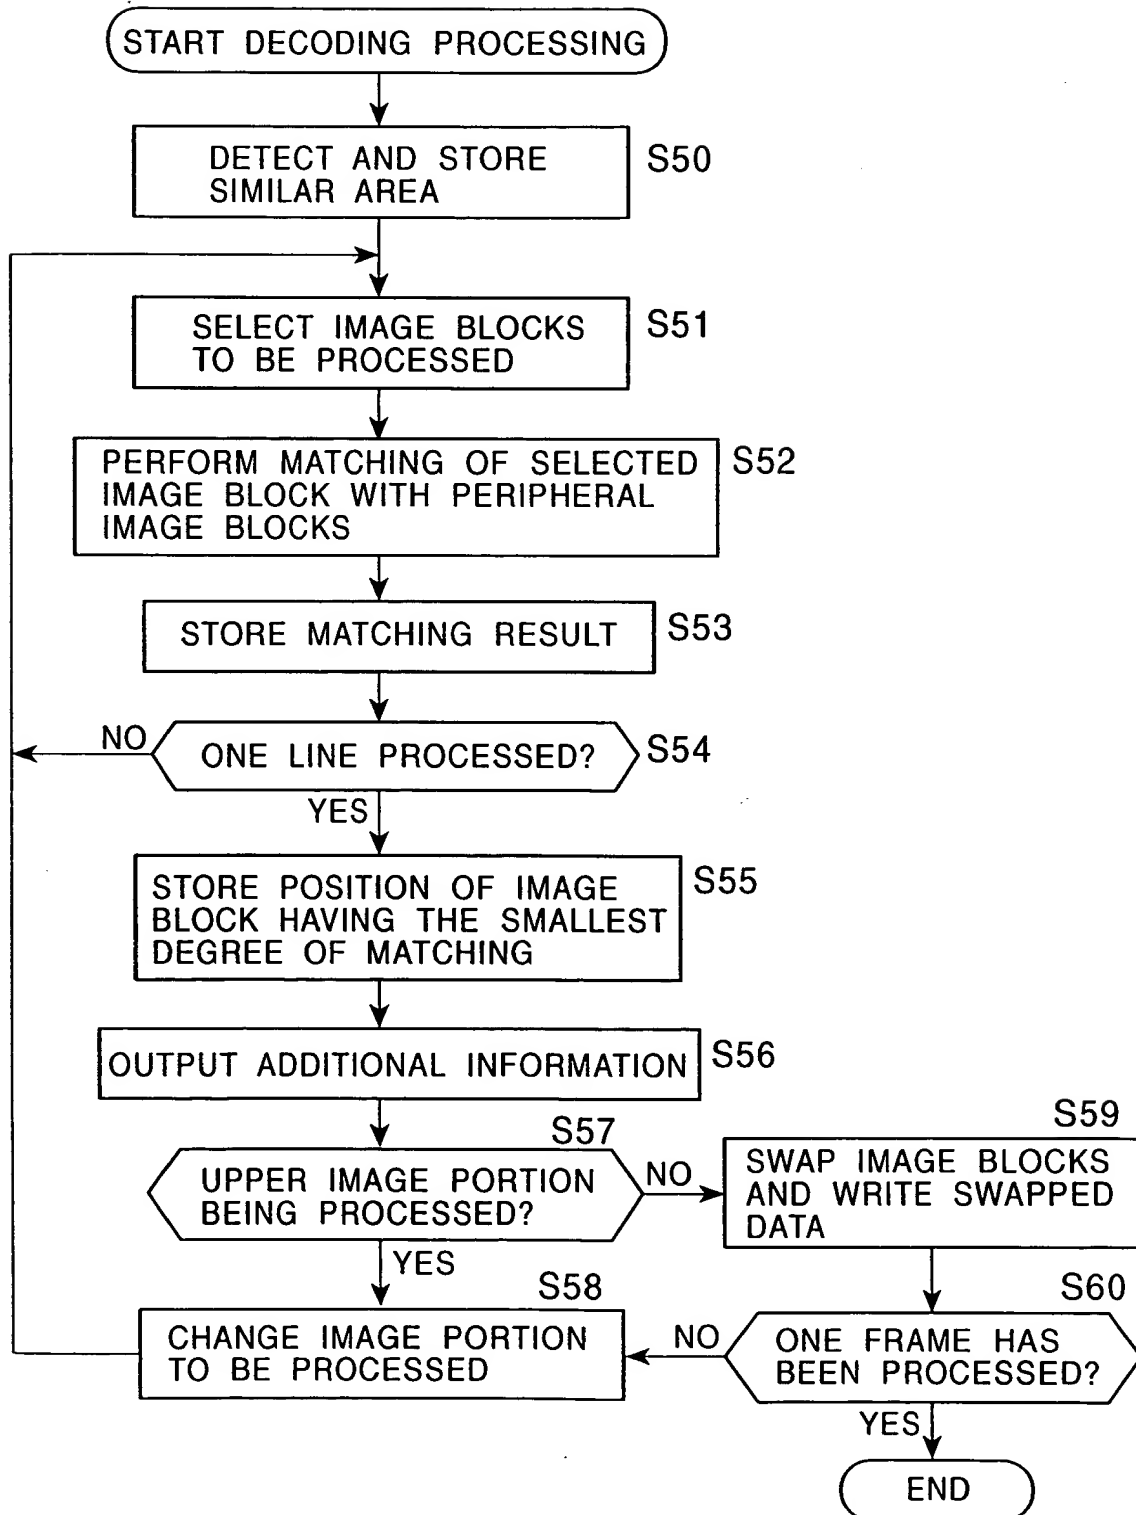 START DECODING PROCESSING
DETECT AND STORE
SIMILAR AREA
S50
SELECT IMAGE BLOCKS
TO BE PROCESSED
S51
PERFORM MATCHING OF SELECTED
IMAGE BLOCK WITH PERIPHERAL
IMAGE BLOCKS
S52
STORE MATCHING RESULT
S53
NO
ONE LINE PROCESSED?
S54
YES
STORE POSITION OF IMAGE
BLOCK HAVING THE SMALLEST
DEGREE OF MATCHING
S55
OUTPUT ADDITIONAL INFORMATION
S56
S57
UPPER IMAGE PORTION
BEING PROCESSED?
NO
YES
S59
SWAP IMAGE BLOCKS
AND WRITE SWAPPED
DATA
S58
CHANGE IMAGE PORTION
TO BE PROCESSED
S60
NO
ONE FRAME HAS
BEEN PROCESSED?
YES
END